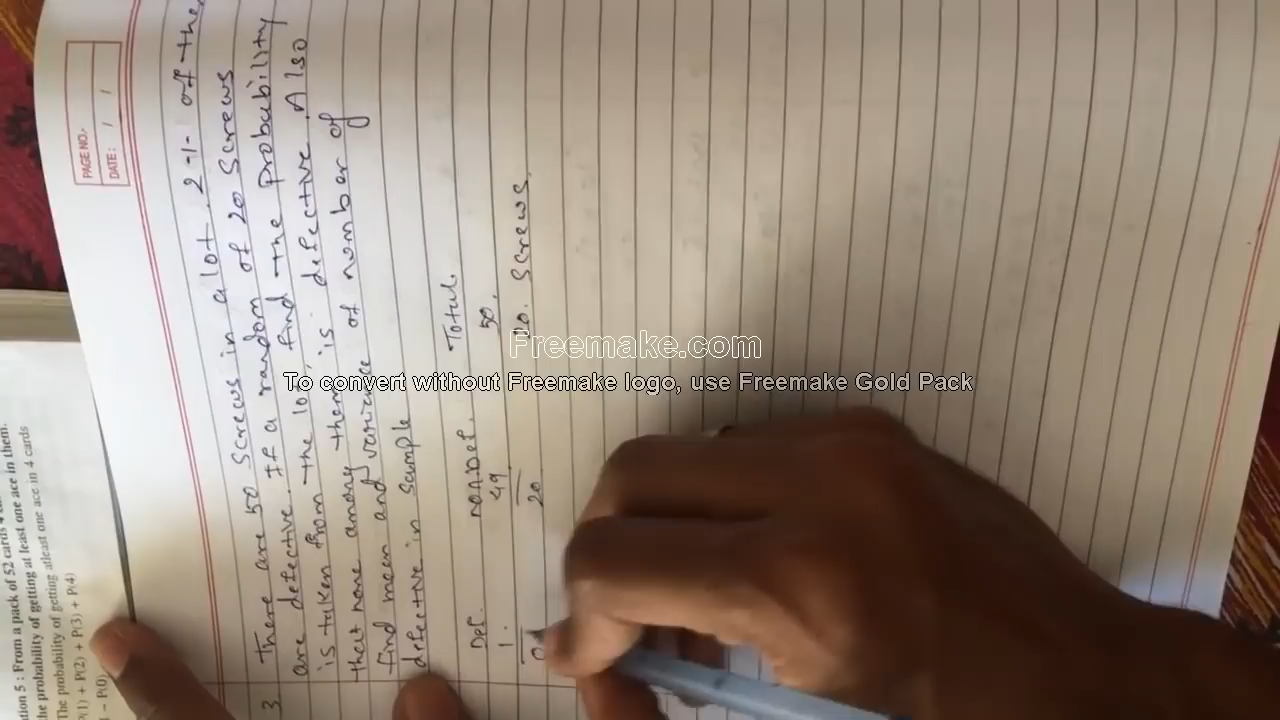 PAGE NO.
DATE: / /
3 There are 50 screws in a lot. 2 % of them
are defective. If a random of 20 screws
is taken from the lot, find the probability
that none among them is defective. Also
find mean and variance of number of
defective in sample
Def. nonDef. Total
1. 49 50.
0 20 20. screws.
tion 5 : From a pack of 52 cards 4
the probability of getting at least one ace in them.
The probability of getting atleast one ace in 4 cards
P(1) + P(2) + P(3) + P(4)
1 − P(0)
Freemake.com
To convert without Freemake logo, use Freemake Gold Pack